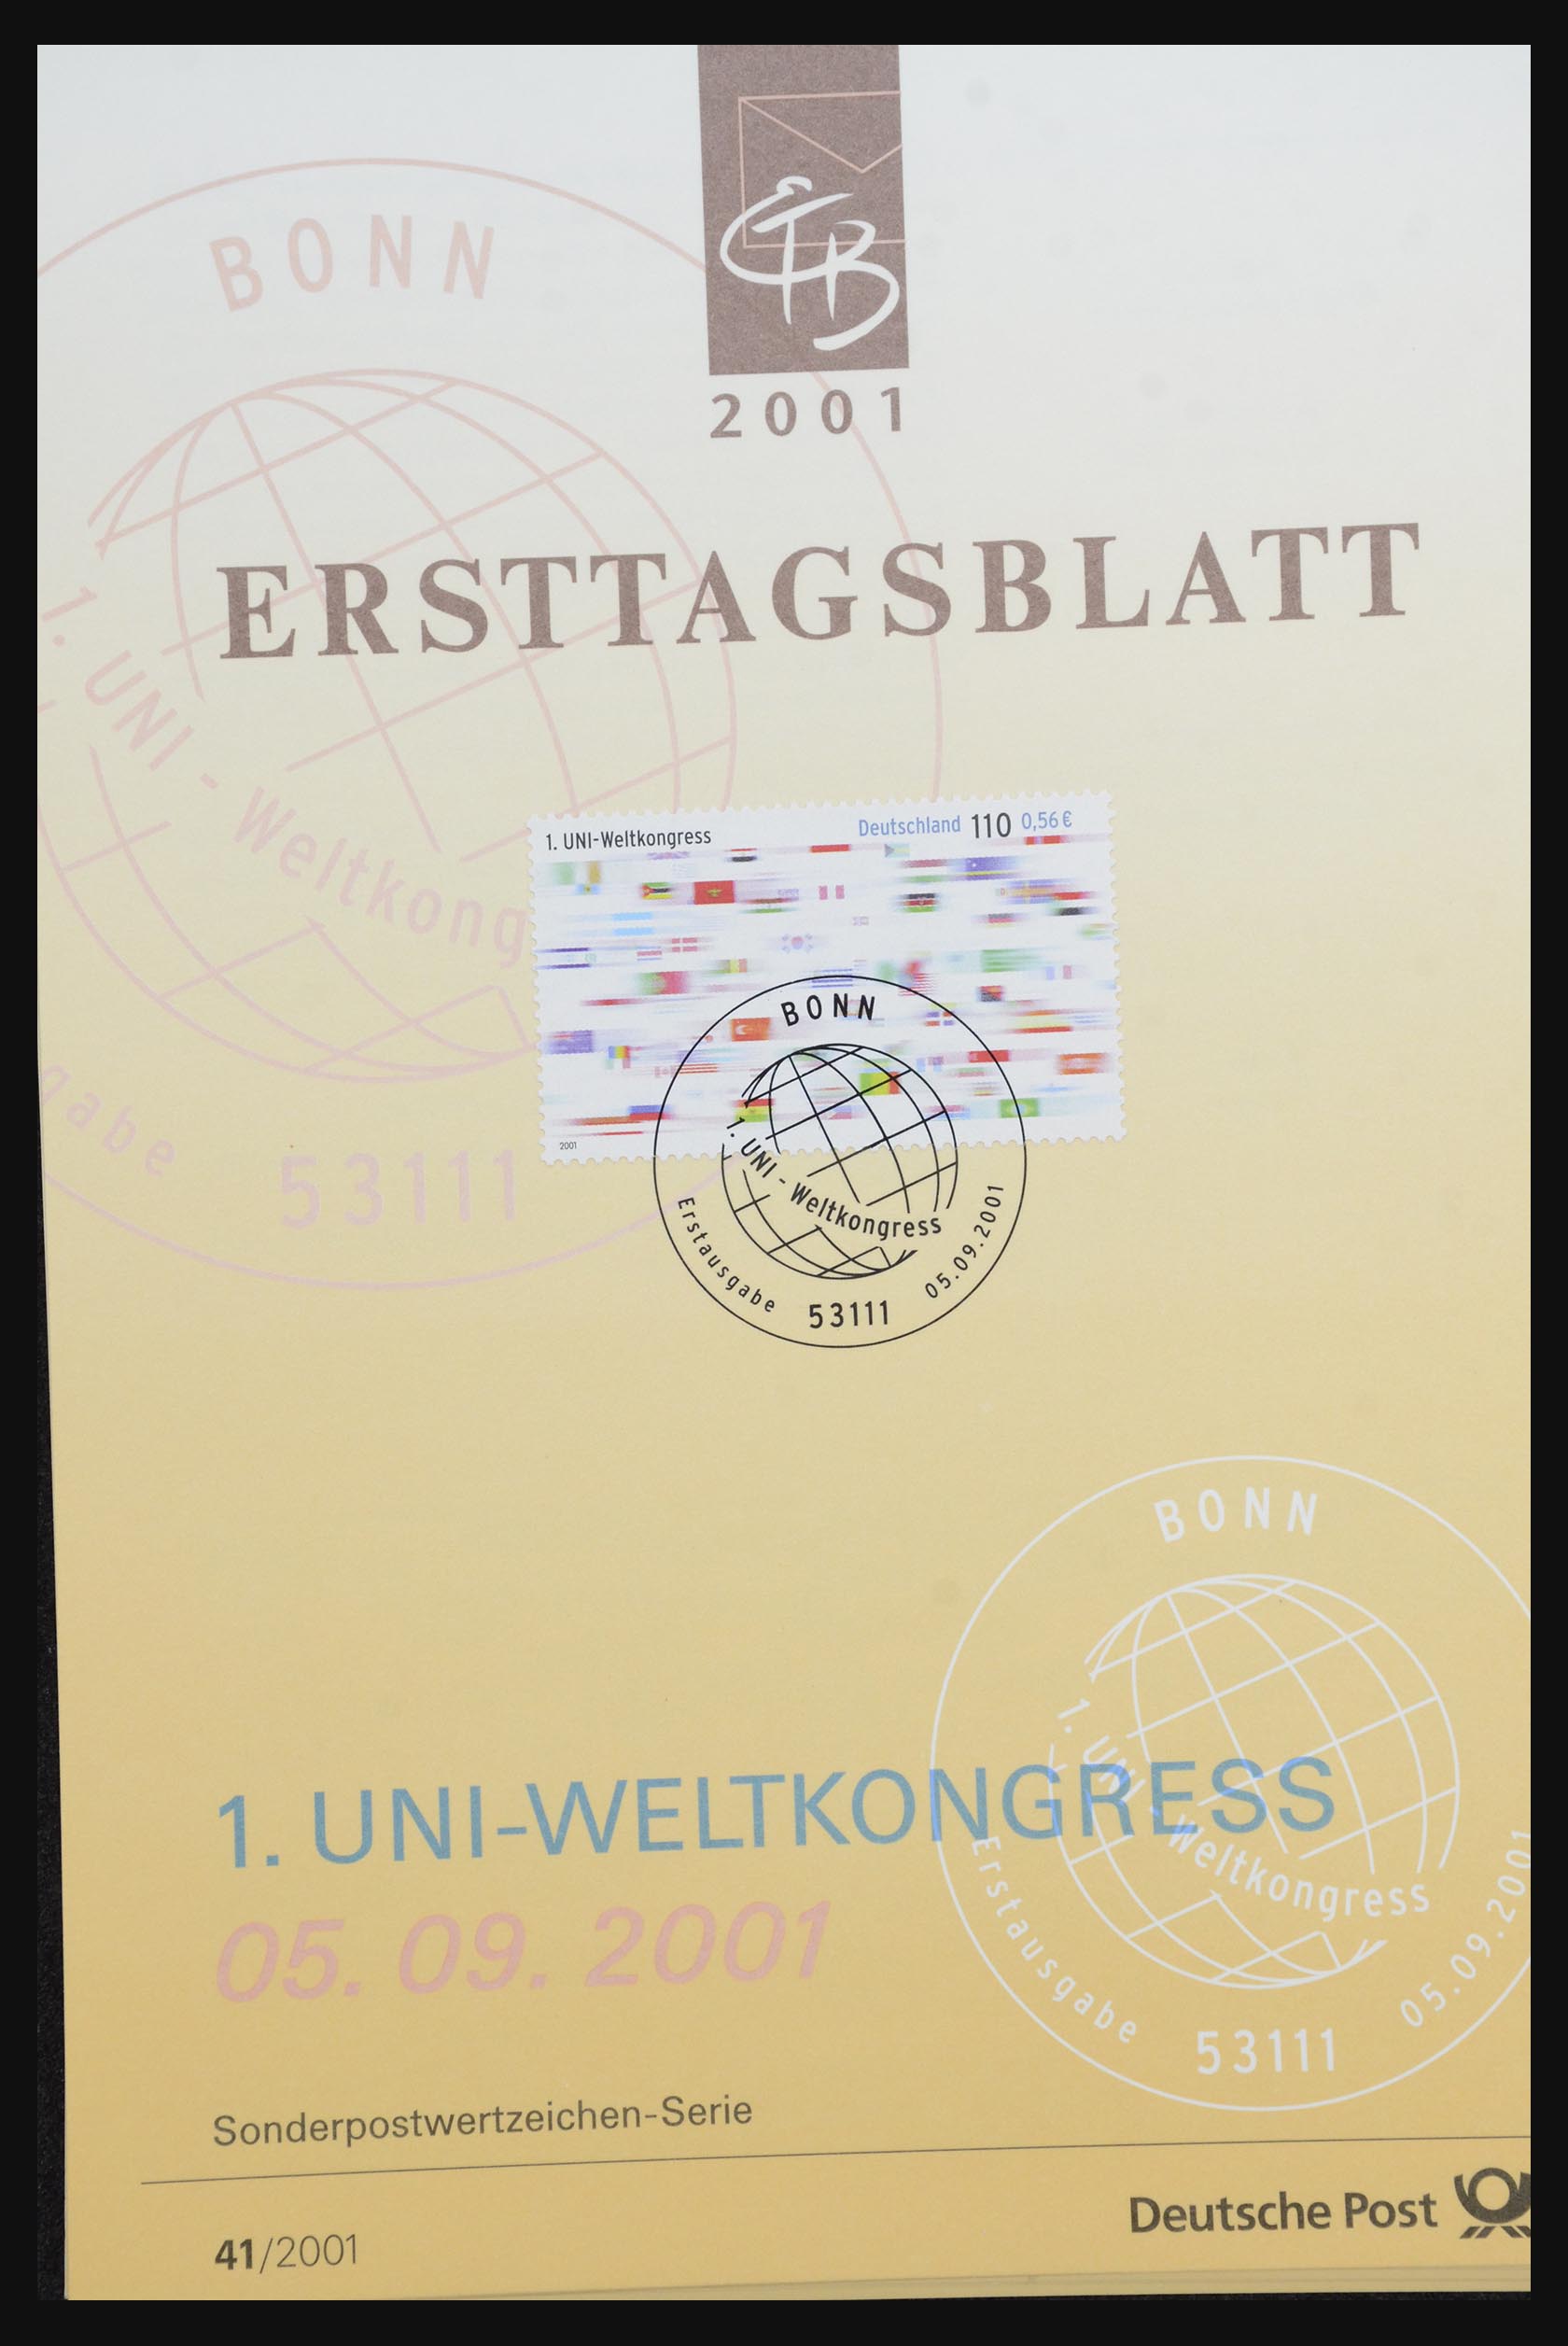 BONN
ETB
2001
ERSTTAGSBLATT
1. UNI - Weltkong
gabe
53111
1. UNI-Weltkongress
Deutschland 110 0,56 €
2001
BONN
1. UNI - Weltkongress
Erstausgabe
53111
05.09.2001
BONN
1. UNI - Weltkongress
Erstausgabe
53111
05.09.2001
1. UNI-WELTKONGRESS
05. 09. 2001
Sonderpostwertzeichen-Serie
Deutsche Post
41/2001